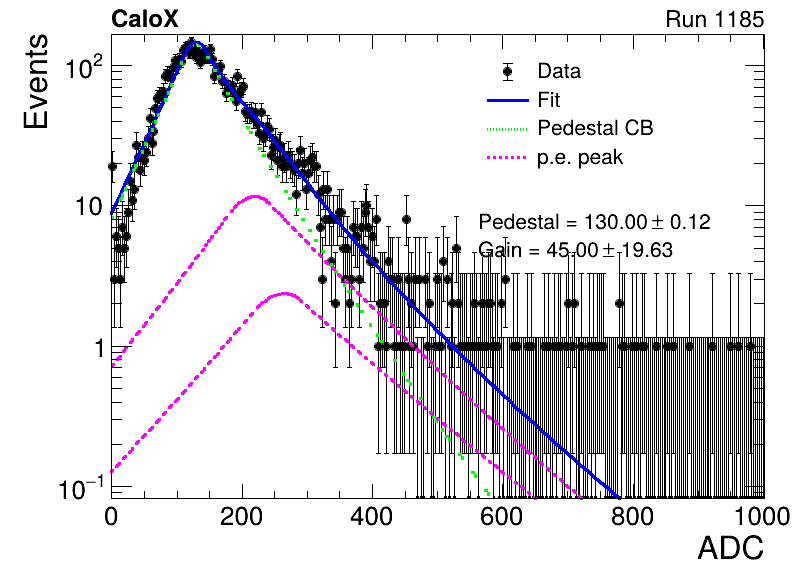 CaloX Run 1185
Events
Data
Fit
Pedestal CB
p.e. peak
Pedestal = 130.00 ± 0.12
Gain = 45.00 ± 19.63
10²
10
1
10⁻¹
0 200 400 600 800 1000
ADC